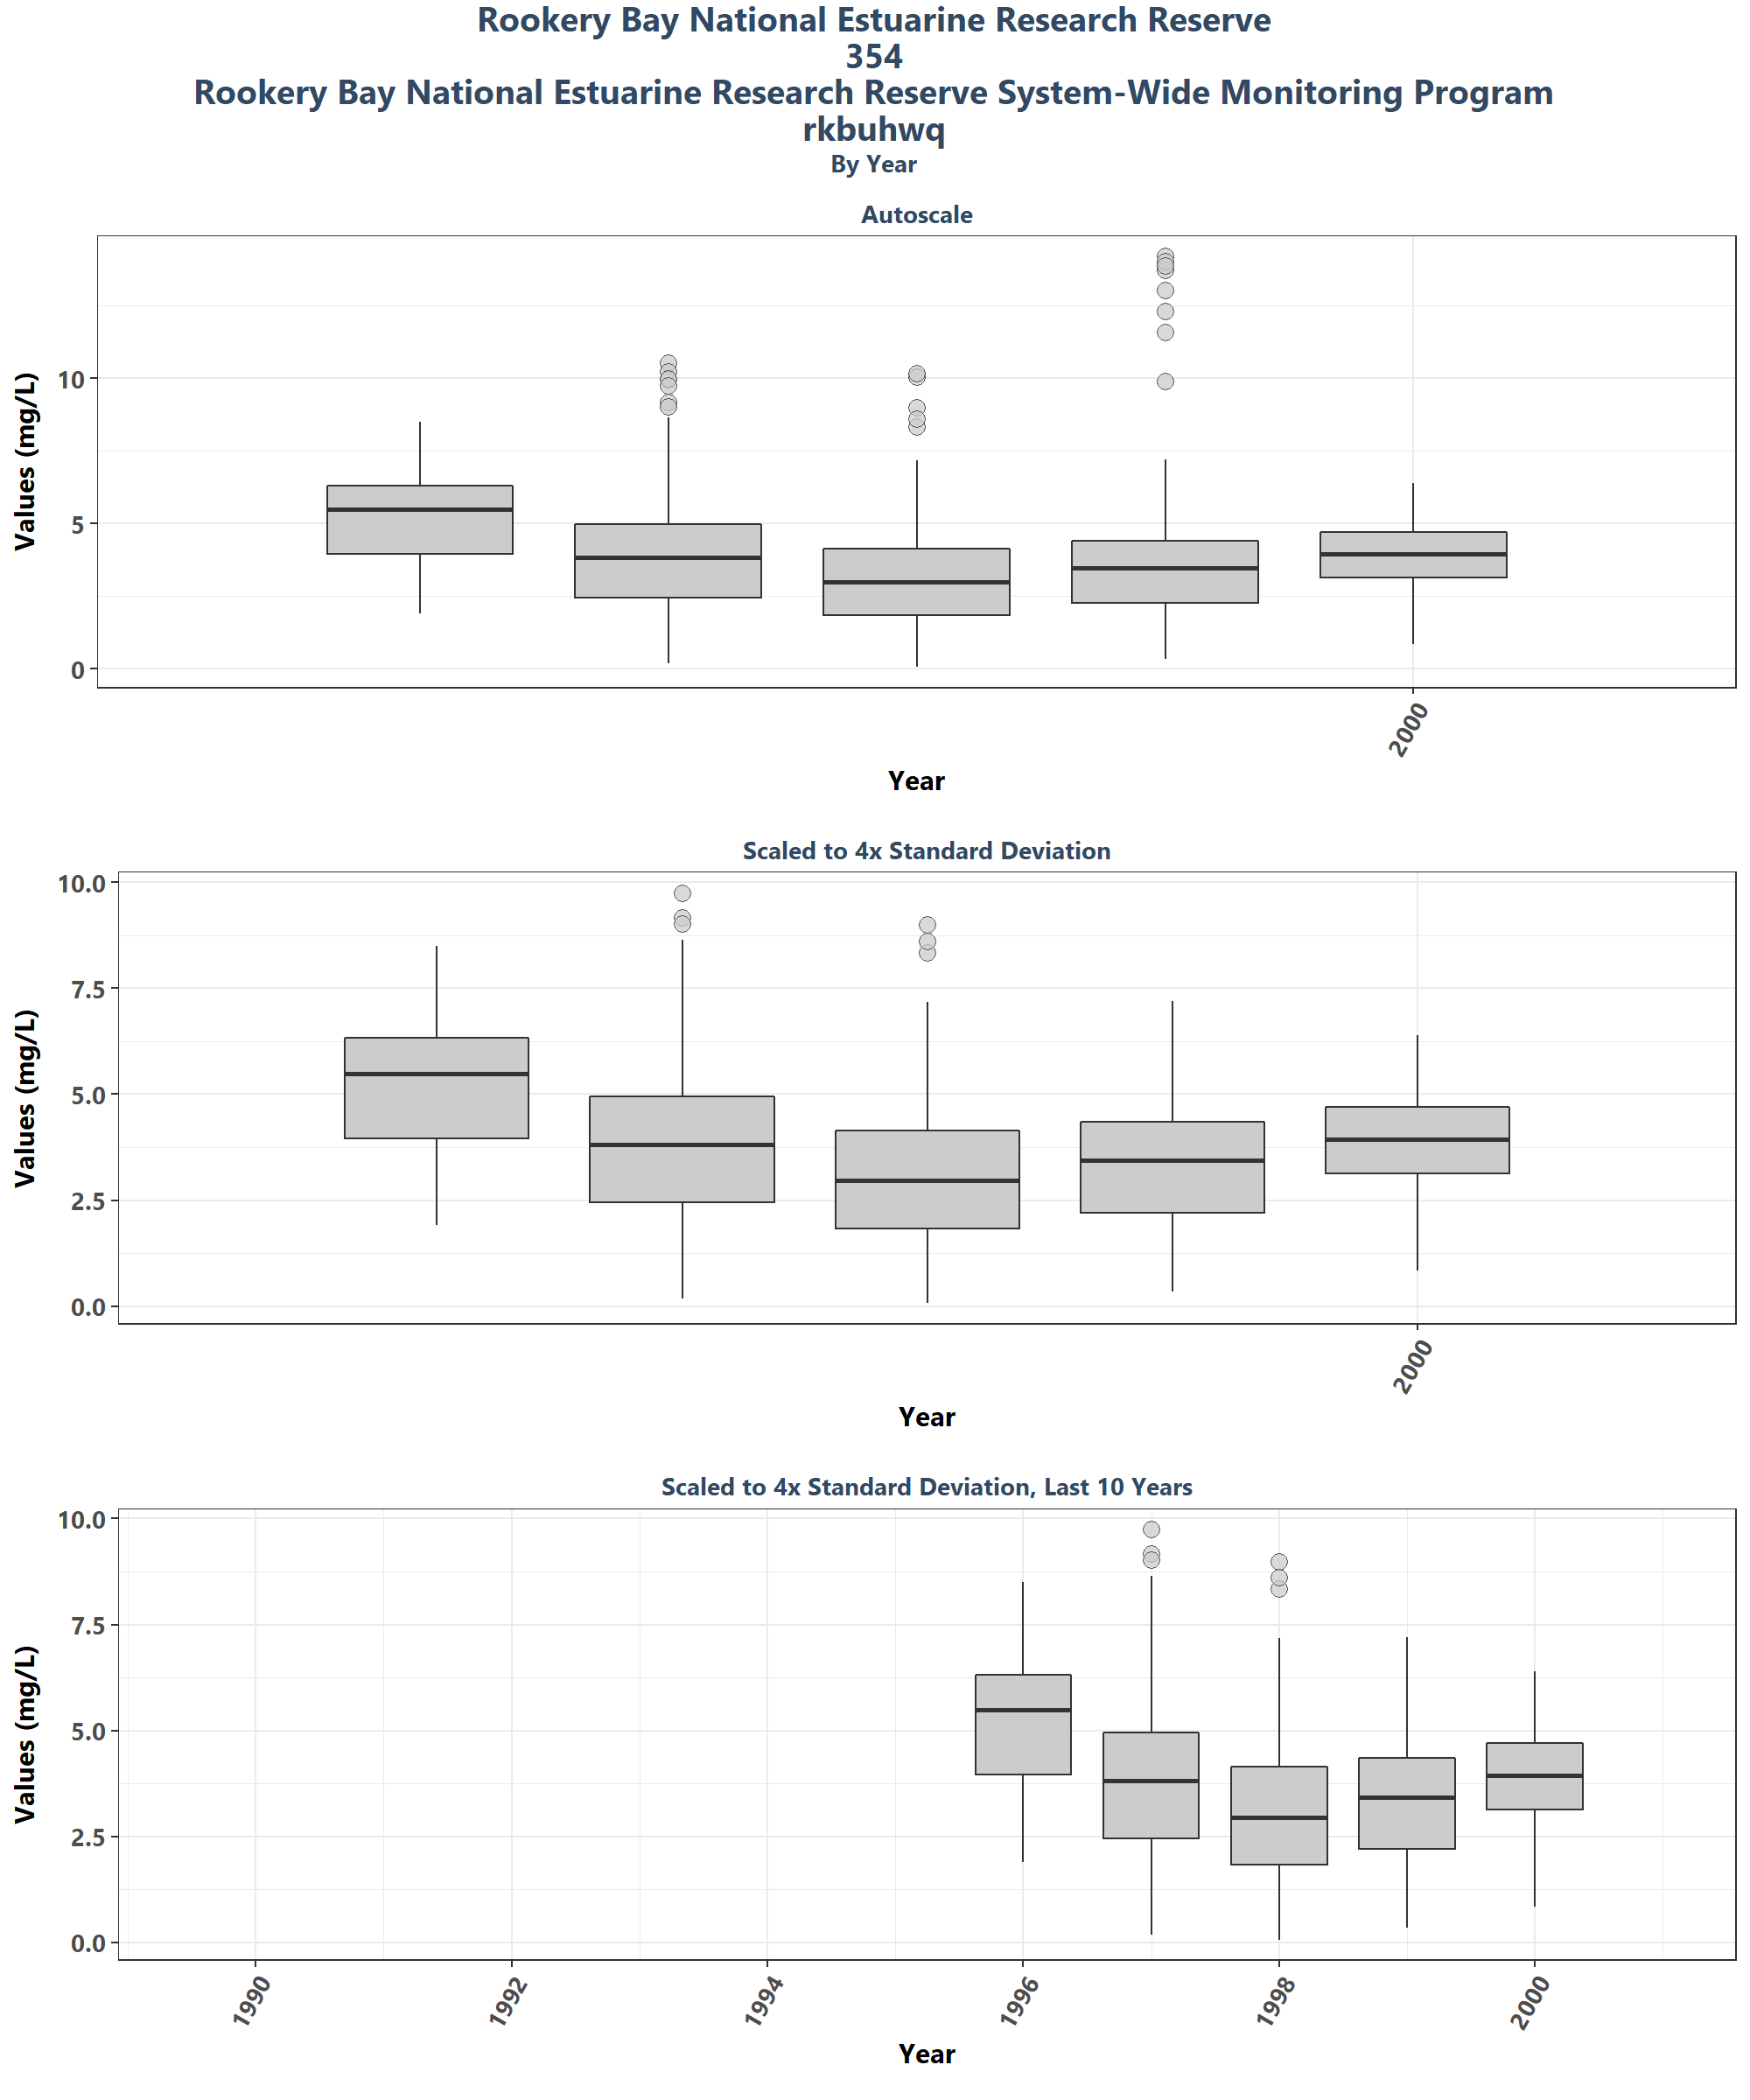 Rookery Bay National Estuarine Research Reserve
354
Rookery Bay National Estuarine Research Reserve System-Wide Monitoring Program
rkbuhwq
By Year
Autoscale
Values (mg/L)
10
5
0
2000
Year
Scaled to 4x Standard Deviation
Values (mg/L)
10.0
7.5
5.0
2.5
0.0
2000
Year
Scaled to 4x Standard Deviation, Last 10 Years
Values (mg/L)
10.0
7.5
5.0
2.5
0.0
1990
1992
1994
1996
1998
2000
Year